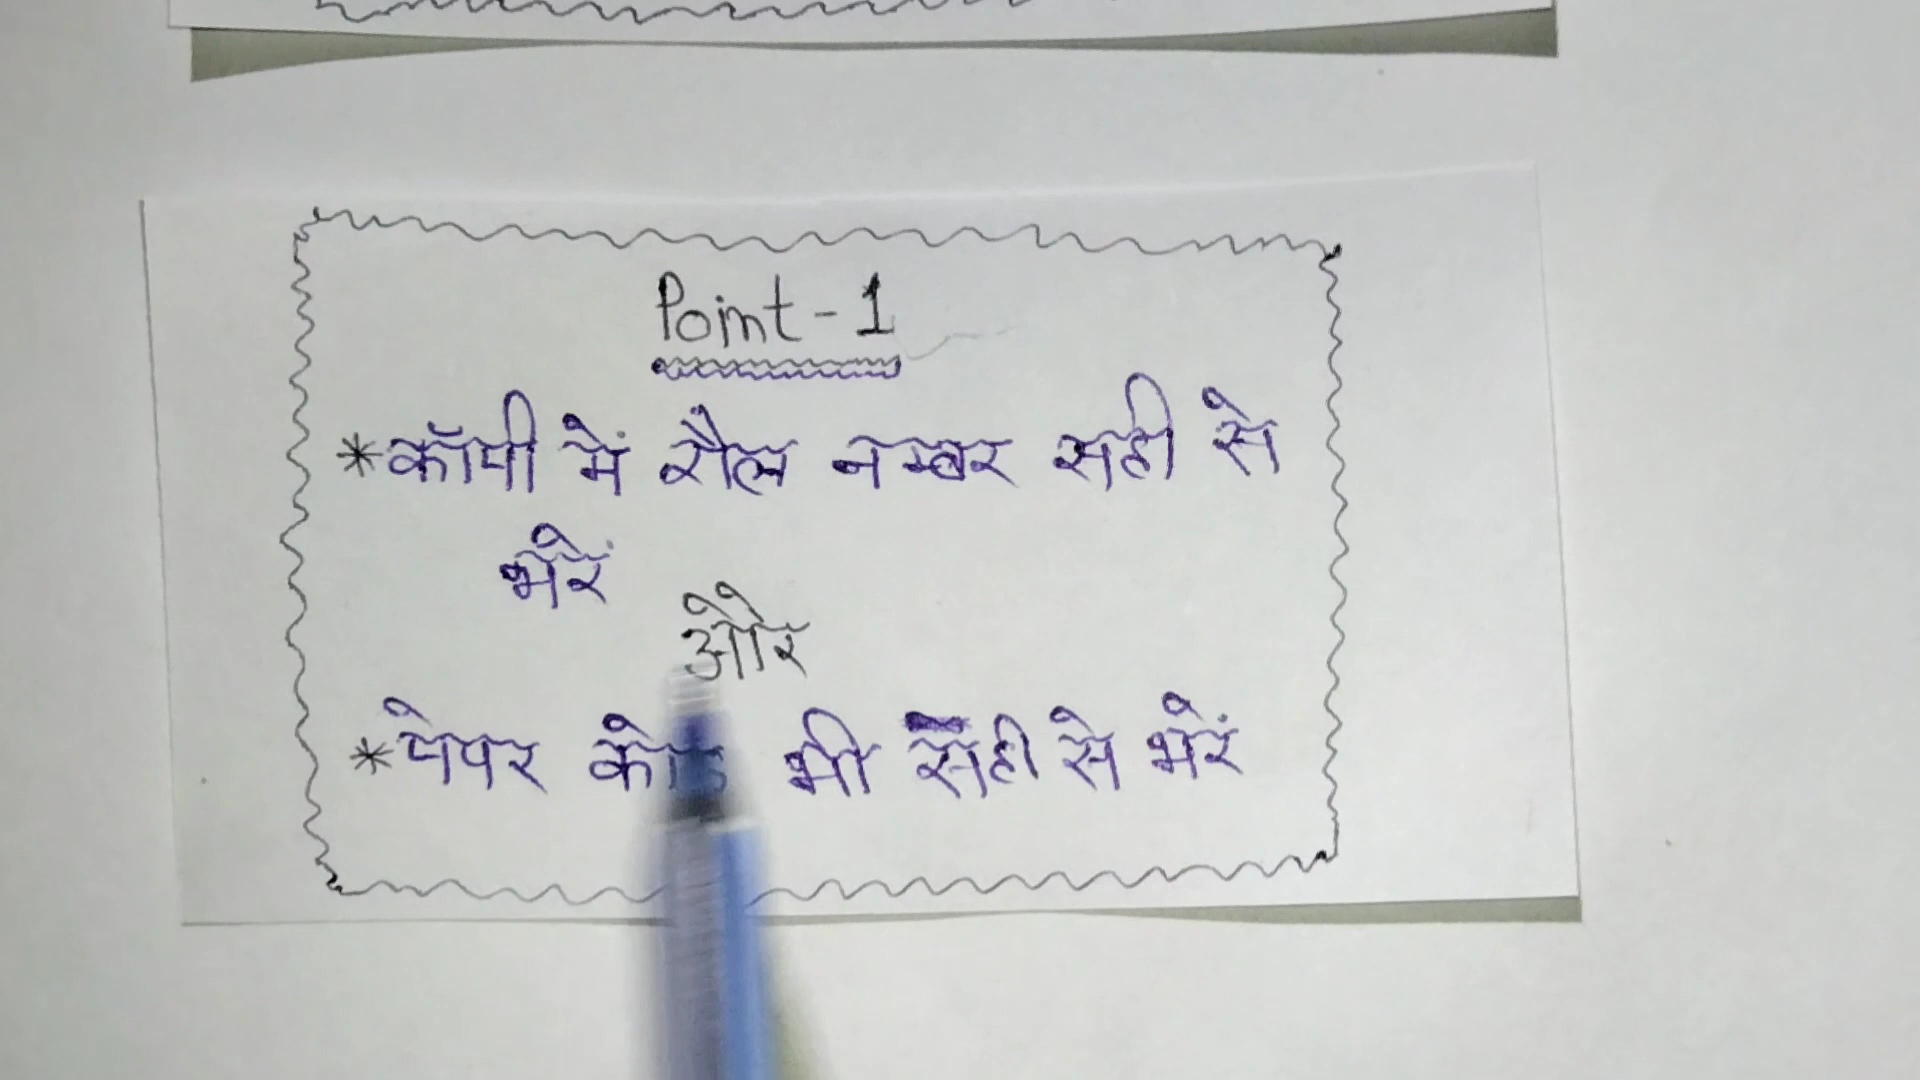 Point-1
*कॉपी में रौल नम्बर सही से
भरें
और
*पेपर कोड भी सही से भरें